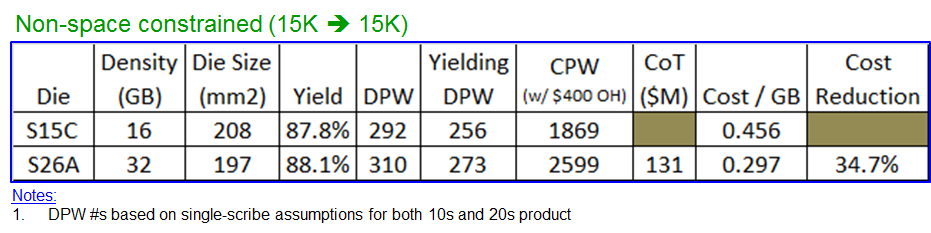 Non-space constrained (15K ➔ 15K)
Density Die Size Yielding CPW CoT Cost
Die (GB) (mm2) Yield DPW DPW (w/ $400 OH) ($M) Cost / GB Reduction
S15C 16 208 87.8% 292 256 1869 0.456
S26A 32 197 88.1% 310 273 2599 131 0.297 34.7%
Notes:
1. DPW #s based on single-scribe assumptions for both 10s and 20s product